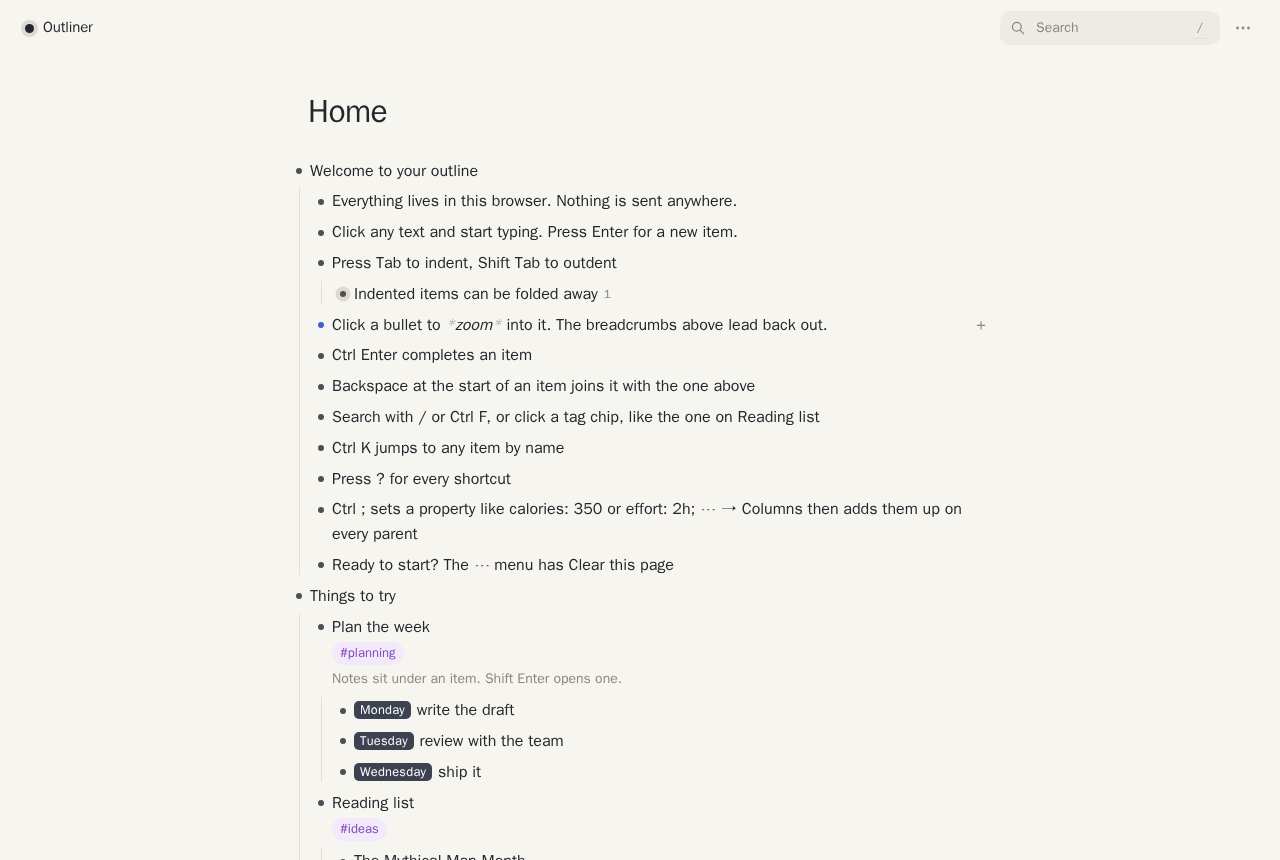 Outliner
Search /
Home
Welcome to your outline
Everything lives in this browser. Nothing is sent anywhere.
Click any text and start typing. Press Enter for a new item.
Press Tab to indent, Shift Tab to outdent
Indented items can be folded away 1
Click a bullet to *zoom* into it. The breadcrumbs above lead back out.
Ctrl Enter completes an item
Backspace at the start of an item joins it with the one above
Search with / or Ctrl F, or click a tag chip, like the one on Reading list
Ctrl K jumps to any item by name
Press ? for every shortcut
Ctrl ; sets a property like calories: 350 or effort: 2h; ··· → Columns then adds them up on
every parent
Ready to start? The ··· menu has Clear this page
Things to try
Plan the week
#planning
Notes sit under an item. Shift Enter opens one.
Monday write the draft
Tuesday review with the team
Wednesday ship it
Reading list
#ideas
The Mythical Man-Month